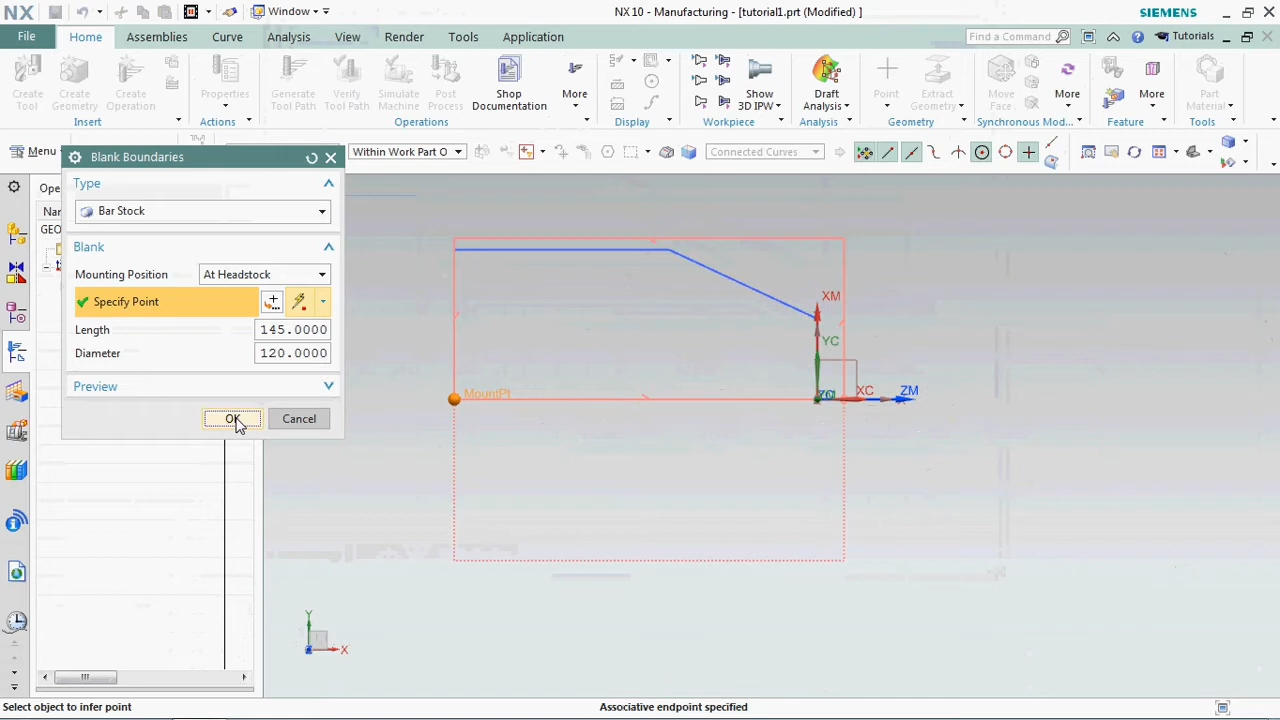 NX
Window
NX 10 - Manufacturing - [tutorial1.prt (Modified) ]
SIEMENS
File
Home
Assemblies
Curve
Analysis
View
Render
Tools
Application
Find a Command
Tutorials
Create Tool
Create Geometry
Create Operation
Properties
Generate Tool Path
Verify Tool Path
Simulate Machine
Post Process
Shop Documentation
More
Show 3D IPW
Draft Analysis
Point
Extract Geometry
Move Face
More
More
Part Material
Insert
Actions
Operations
Display
Workpiece
Analysis
Geometry
Synchronous Mod...
Feature
Tools
Menu
Within Work Part O
Connected Curves
Blank Boundaries
Type
Bar Stock
Blank
Mounting Position
At Headstock
Specify Point
Length
145.0000
Diameter
120.0000
Preview
OK
Cancel
Ope
Na
GEO
XM
YC
MountPt
XC
ZM
Y
X
Select object to infer point
Associative endpoint specified